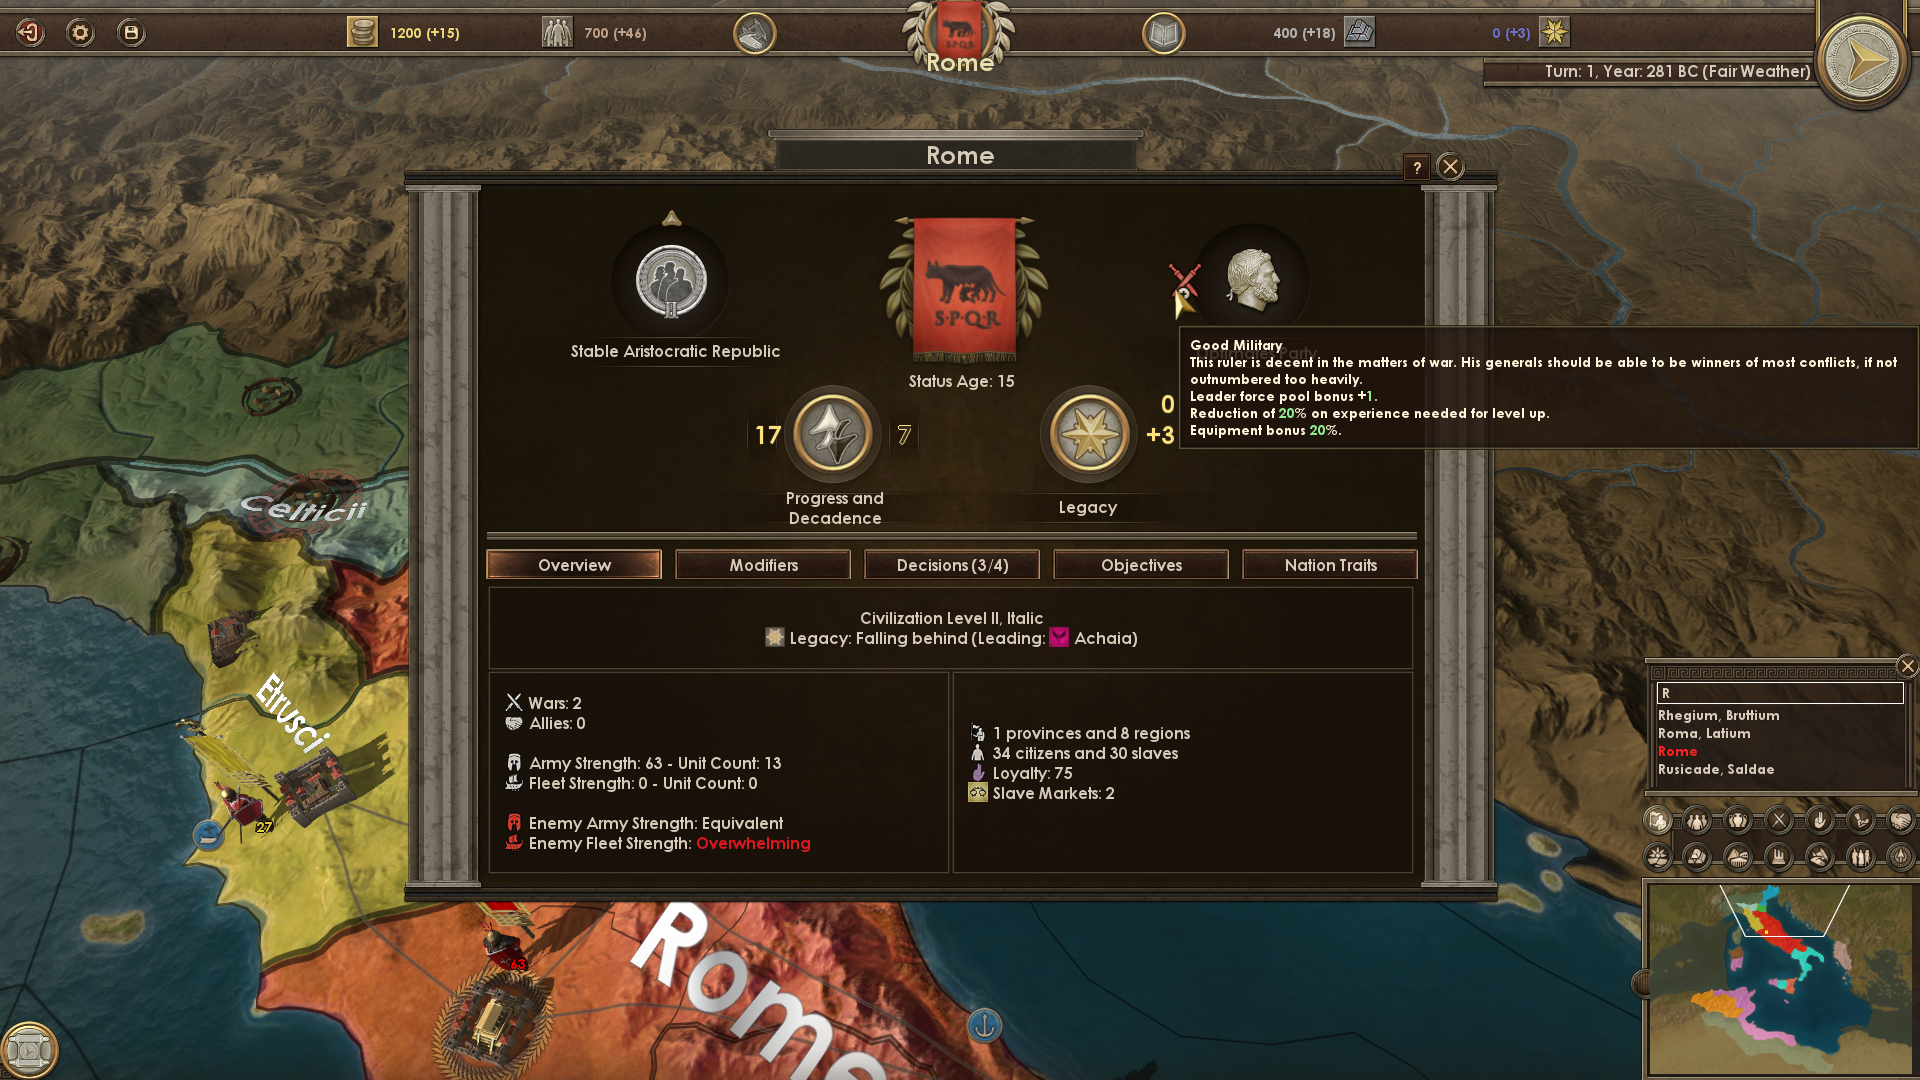 1200 (+15)
700 (+46)
SPQR
Rome
400 (+18)
0 (+3)
Turn: 1, Year: 281 BC (Fair Weather)
Rome
?
II
Stable Aristocratic Republic
S·P·Q·R
Status Age: 15
Good Military
This ruler is decent in the matters of war. His generals should be able to be winners of most conflicts, if not
outnumbered too heavily.
Leader force pool bonus +1.
Reduction of 20% on experience needed for level up.
Equipment bonus 20%.
17
7
0
+3
Progress and
Decadence
Legacy
Overview
Modifiers
Decisions (3/4)
Objectives
Nation Traits
Civilization Level II, Italic
Legacy: Falling behind (Leading: Achaia)
Wars: 2
Allies: 0
Army Strength: 63 - Unit Count: 13
Fleet Strength: 0 - Unit Count: 0
Enemy Army Strength: Equivalent
Enemy Fleet Strength: Overwhelming
1 provinces and 8 regions
34 citizens and 30 slaves
Loyalty: 75
Slave Markets: 2
Celticii
Etrusci
27
63
Rome
R
Rhegium, Bruttium
Roma, Latium
Rome
Rusicade, Saldae